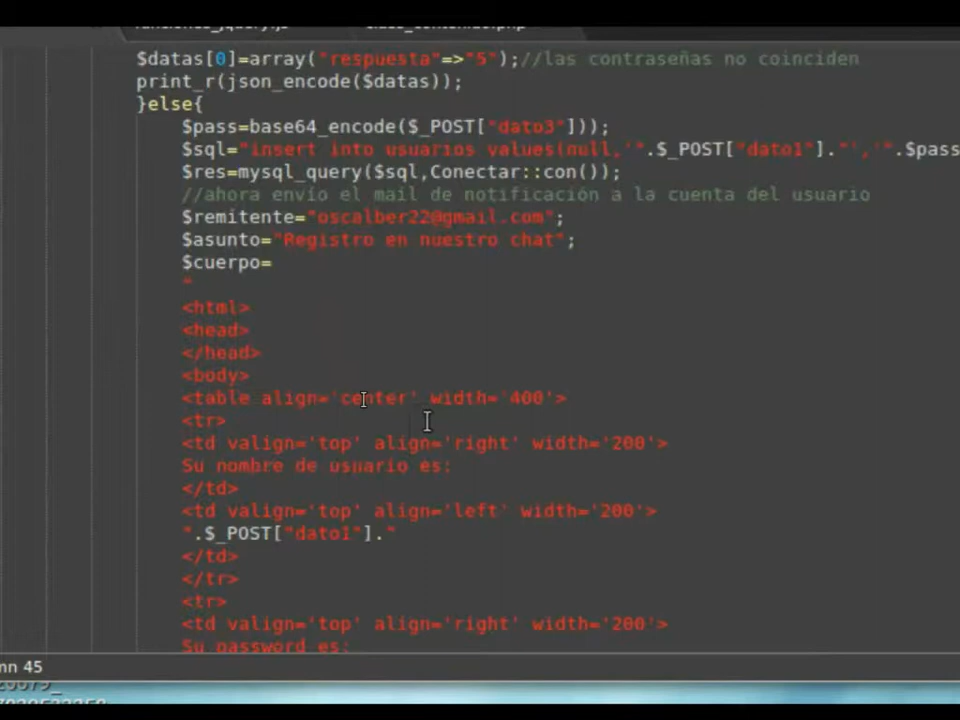 $datas[0]=array("respuesta"=>"5");//las contraseñas no coinciden
print_r(json_encode($datas));
}else{
$pass=base64_encode($_POST["dato3"]));
$sql="insert into usuarios values(null,'".$_POST["dato1"]."','".$pass
$res=mysql_query($sql,Conectar::con());
//ahora envío el mail de notificación a la cuenta del usuario
$remitente="oscalber22@gmail.com";
$asunto="Registro en nuestro chat";
$cuerpo=
"
<html>
<head>
</head>
<body>
<table align='center' width='400'>
<tr>
<td valign='top' align='right' width='200'>
Su nombre de usuario es:
</td>
<td valign='top' align='left' width='200'>
".$_POST["dato1"]."
</td>
</tr>
<tr>
<td valign='top' align='right' width='200'>
Su password es:
mn 45